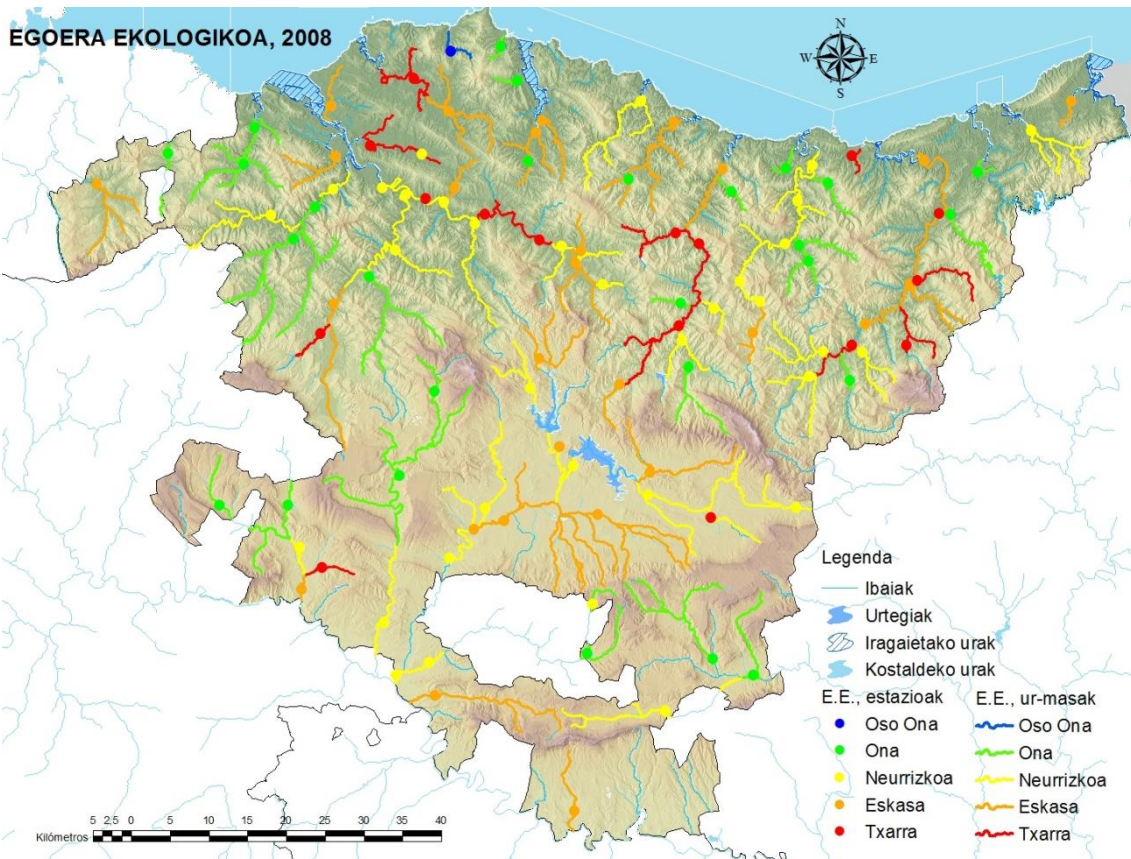 EGOERA EKOLOGIKOA, 2008
N
W E
S
Legenda
Ibaiak
Urtegiak
Iragaietako urak
Kostaldeko urak
E.E., estazioak
Oso Ona
Ona
Neurrizkoa
Eskasa
Txarra
E.E., ur-masak
Oso Ona
Ona
Neurrizkoa
Eskasa
Txarra
5 2.5 0 5 10 15 20 25 30 35 40
Kilómetros